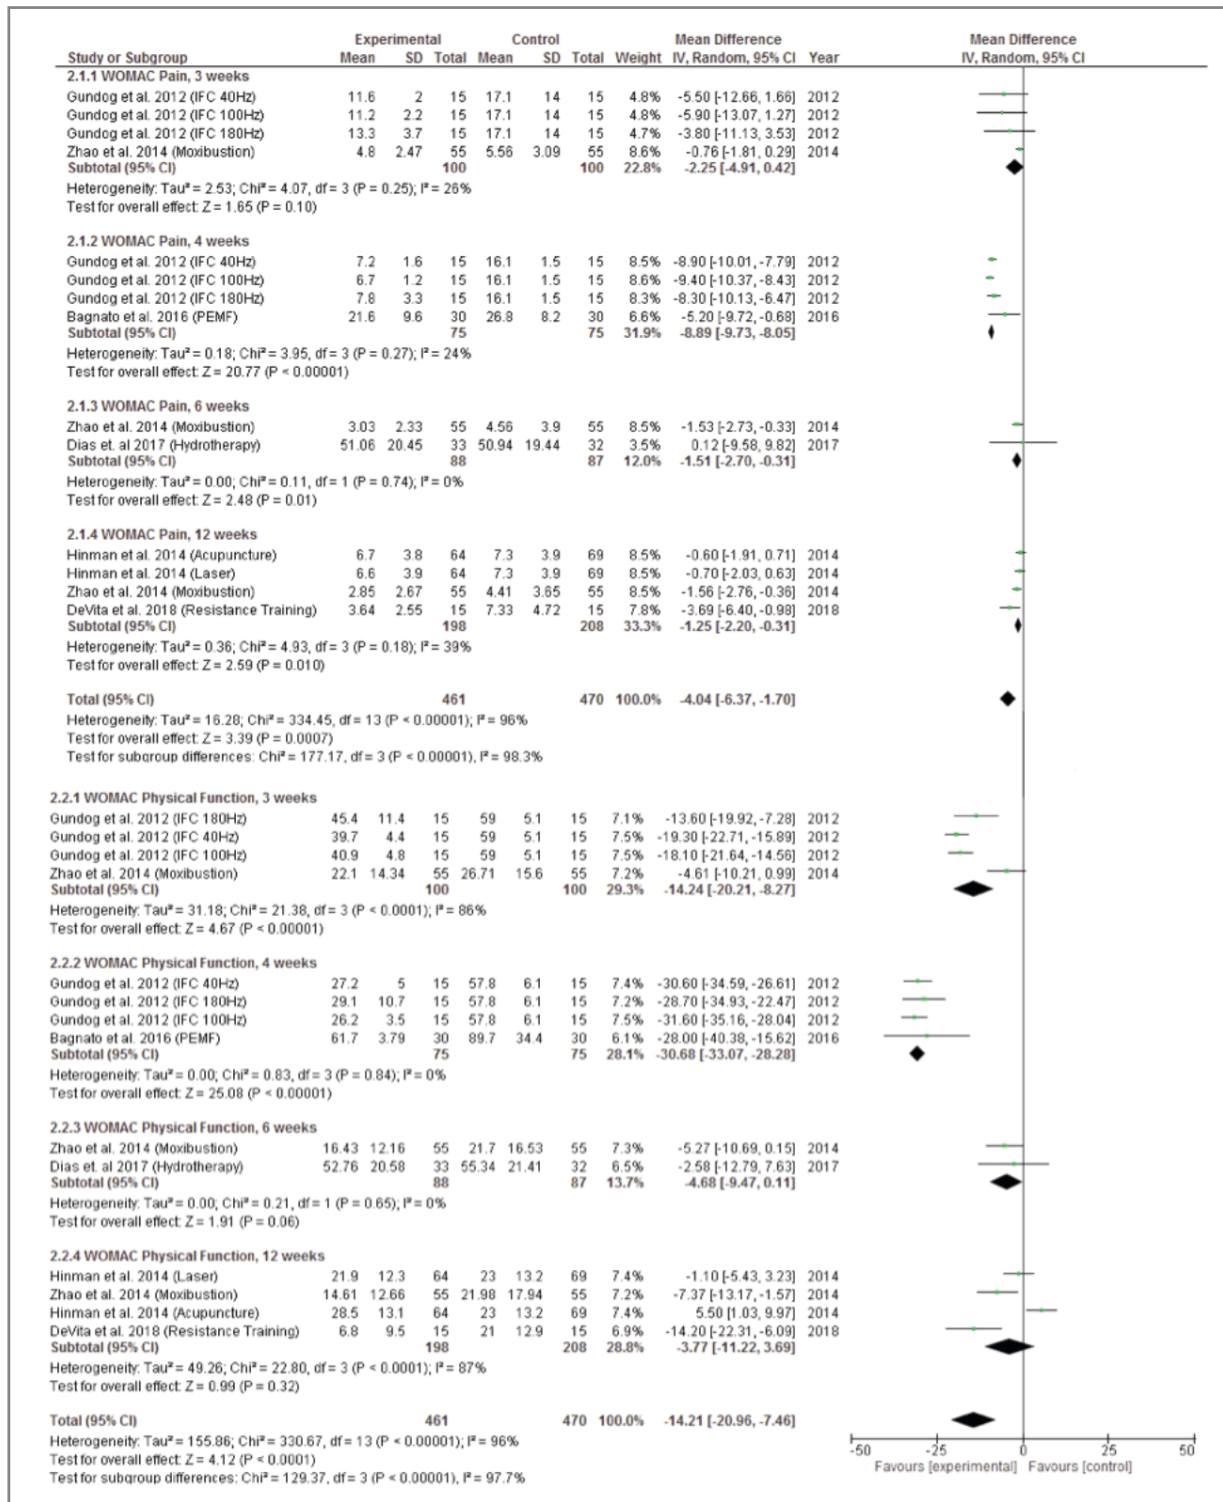 Experimental Control Mean Difference Mean Difference
Study or Subgroup Mean SD Total Mean SD Total Weight IV, Random, 95% CI Year IV, Random, 95% CI
2.1.1 WOMAC Pain, 3 weeks
Gundog et al. 2012 (IFC 40Hz) 11.6 2 15 17.1 14 15 4.8% -5.50 [-12.66, 1.66] 2012
Gundog et al. 2012 (IFC 100Hz) 11.2 2.2 15 17.1 14 15 4.8% -5.90 [-13.07, 1.27] 2012
Gundog et al. 2012 (IFC 180Hz) 13.3 3.7 15 17.1 14 15 4.7% -3.80 [-11.13, 3.53] 2012
Zhao et al. 2014 (Moxibustion) 4.8 2.47 55 5.56 3.09 55 8.6% -0.76 [-1.81, 0.29] 2014
Subtotal (95% CI) 100 100 22.8% -2.25 [-4.91, 0.42]
Heterogeneity: Tau² = 2.53; Chi² = 4.07, df = 3 (P = 0.25); I² = 26%
Test for overall effect: Z = 1.65 (P = 0.10)
2.1.2 WOMAC Pain, 4 weeks
Gundog et al. 2012 (IFC 40Hz) 7.2 1.6 15 16.1 1.5 15 8.5% -8.90 [-10.01, -7.79] 2012
Gundog et al. 2012 (IFC 100Hz) 6.7 1.2 15 16.1 1.5 15 8.6% -9.40 [-10.37, -8.43] 2012
Gundog et al. 2012 (IFC 180Hz) 7.8 3.3 15 16.1 1.5 15 8.3% -8.30 [-10.13, -6.47] 2012
Bagnato et al. 2016 (PEMF) 21.6 9.6 30 26.8 8.2 30 6.6% -5.20 [-9.72, -0.68] 2016
Subtotal (95% CI) 75 75 31.9% -8.89 [-9.73, -8.05]
Heterogeneity: Tau² = 0.18; Chi² = 3.95, df = 3 (P = 0.27); I² = 24%
Test for overall effect: Z = 20.77 (P < 0.00001)
2.1.3 WOMAC Pain, 6 weeks
Zhao et al. 2014 (Moxibustion) 3.03 2.33 55 4.56 3.9 55 8.5% -1.53 [-2.73, -0.33] 2014
Dias et. al 2017 (Hydrotherapy) 51.06 20.45 33 50.94 19.44 32 3.5% 0.12 [-9.58, 9.82] 2017
Subtotal (95% CI) 88 87 12.0% -1.51 [-2.70, -0.31]
Heterogeneity: Tau² = 0.00; Chi² = 0.11, df = 1 (P = 0.74); I² = 0%
Test for overall effect: Z = 2.48 (P = 0.01)
2.1.4 WOMAC Pain, 12 weeks
Hinman et al. 2014 (Acupuncture) 6.7 3.8 64 7.3 3.9 69 8.5% -0.60 [-1.91, 0.71] 2014
Hinman et al. 2014 (Laser) 6.6 3.9 64 7.3 3.9 69 8.5% -0.70 [-2.03, 0.63] 2014
Zhao et al. 2014 (Moxibustion) 2.85 2.67 55 4.41 3.65 55 8.5% -1.56 [-2.76, -0.36] 2014
DeVita et al. 2018 (Resistance Training) 3.64 2.55 15 7.33 4.72 15 7.8% -3.69 [-6.40, -0.98] 2018
Subtotal (95% CI) 198 208 33.3% -1.25 [-2.20, -0.31]
Heterogeneity: Tau² = 0.36; Chi² = 4.93, df = 3 (P = 0.18); I² = 39%
Test for overall effect: Z = 2.59 (P = 0.010)
Total (95% CI) 461 470 100.0% -4.04 [-6.37, -1.70]
Heterogeneity: Tau² = 16.28; Chi² = 334.45, df = 13 (P < 0.00001); I² = 96%
Test for overall effect: Z = 3.39 (P = 0.0007)
Test for subgroup differences: Chi² = 177.17, df = 3 (P < 0.00001), I² = 98.3%
2.2.1 WOMAC Physical Function, 3 weeks
Gundog et al. 2012 (IFC 180Hz) 45.4 11.4 15 59 5.1 15 7.1% -13.60 [-19.92, -7.28] 2012
Gundog et al. 2012 (IFC 40Hz) 39.7 4.4 15 59 5.1 15 7.5% -19.30 [-22.71, -15.89] 2012
Gundog et al. 2012 (IFC 100Hz) 40.9 4.8 15 59 5.1 15 7.5% -18.10 [-21.64, -14.56] 2012
Zhao et al. 2014 (Moxibustion) 22.1 14.34 55 26.71 15.6 55 7.2% -4.61 [-10.21, 0.99] 2014
Subtotal (95% CI) 100 100 29.3% -14.24 [-20.21, -8.27]
Heterogeneity: Tau² = 31.18; Chi² = 21.38, df = 3 (P < 0.0001); I² = 86%
Test for overall effect: Z = 4.67 (P < 0.00001)
2.2.2 WOMAC Physical Function, 4 weeks
Gundog et al. 2012 (IFC 40Hz) 27.2 5 15 57.8 6.1 15 7.4% -30.60 [-34.59, -26.61] 2012
Gundog et al. 2012 (IFC 180Hz) 29.1 10.7 15 57.8 6.1 15 7.2% -28.70 [-34.93, -22.47] 2012
Gundog et al. 2012 (IFC 100Hz) 26.2 3.5 15 57.8 6.1 15 7.5% -31.60 [-35.16, -28.04] 2012
Bagnato et al. 2016 (PEMF) 61.7 3.79 30 89.7 34.4 30 6.1% -28.00 [-40.38, -15.62] 2016
Subtotal (95% CI) 75 75 28.1% -30.68 [-33.07, -28.28]
Heterogeneity: Tau² = 0.00; Chi² = 0.83, df = 3 (P = 0.84); I² = 0%
Test for overall effect: Z = 25.08 (P < 0.00001)
2.2.3 WOMAC Physical Function, 6 weeks
Zhao et al. 2014 (Moxibustion) 16.43 12.16 55 21.7 16.53 55 7.3% -5.27 [-10.69, 0.15] 2014
Dias et. al 2017 (Hydrotherapy) 52.76 20.58 33 55.34 21.41 32 6.5% -2.58 [-12.79, 7.63] 2017
Subtotal (95% CI) 88 87 13.7% -4.68 [-9.47, 0.11]
Heterogeneity: Tau² = 0.00; Chi² = 0.21, df = 1 (P = 0.65); I² = 0%
Test for overall effect: Z = 1.91 (P = 0.06)
2.2.4 WOMAC Physical Function, 12 weeks
Hinman et al. 2014 (Laser) 21.9 12.3 64 23 13.2 69 7.4% -1.10 [-5.43, 3.23] 2014
Zhao et al. 2014 (Moxibustion) 14.61 12.66 55 21.98 17.94 55 7.2% -7.37 [-13.17, -1.57] 2014
Hinman et al. 2014 (Acupuncture) 28.5 13.1 64 23 13.2 69 7.4% 5.50 [1.03, 9.97] 2014
DeVita et al. 2018 (Resistance Training) 6.8 9.5 15 21 12.9 15 6.9% -14.20 [-22.31, -6.09] 2018
Subtotal (95% CI) 198 208 28.8% -3.77 [-11.22, 3.69]
Heterogeneity: Tau² = 49.26; Chi² = 22.80, df = 3 (P < 0.0001); I² = 87%
Test for overall effect: Z = 0.99 (P = 0.32)
Total (95% CI) 461 470 100.0% -14.21 [-20.96, -7.46]
Heterogeneity: Tau² = 155.86; Chi² = 330.67, df = 13 (P < 0.00001); I² = 96%
Test for overall effect: Z = 4.12 (P < 0.0001)
Test for subgroup differences: Chi² = 129.37, df = 3 (P < 0.00001), I² = 97.7%
-50 -25 0 25 50
Favours [experimental] Favours [control]